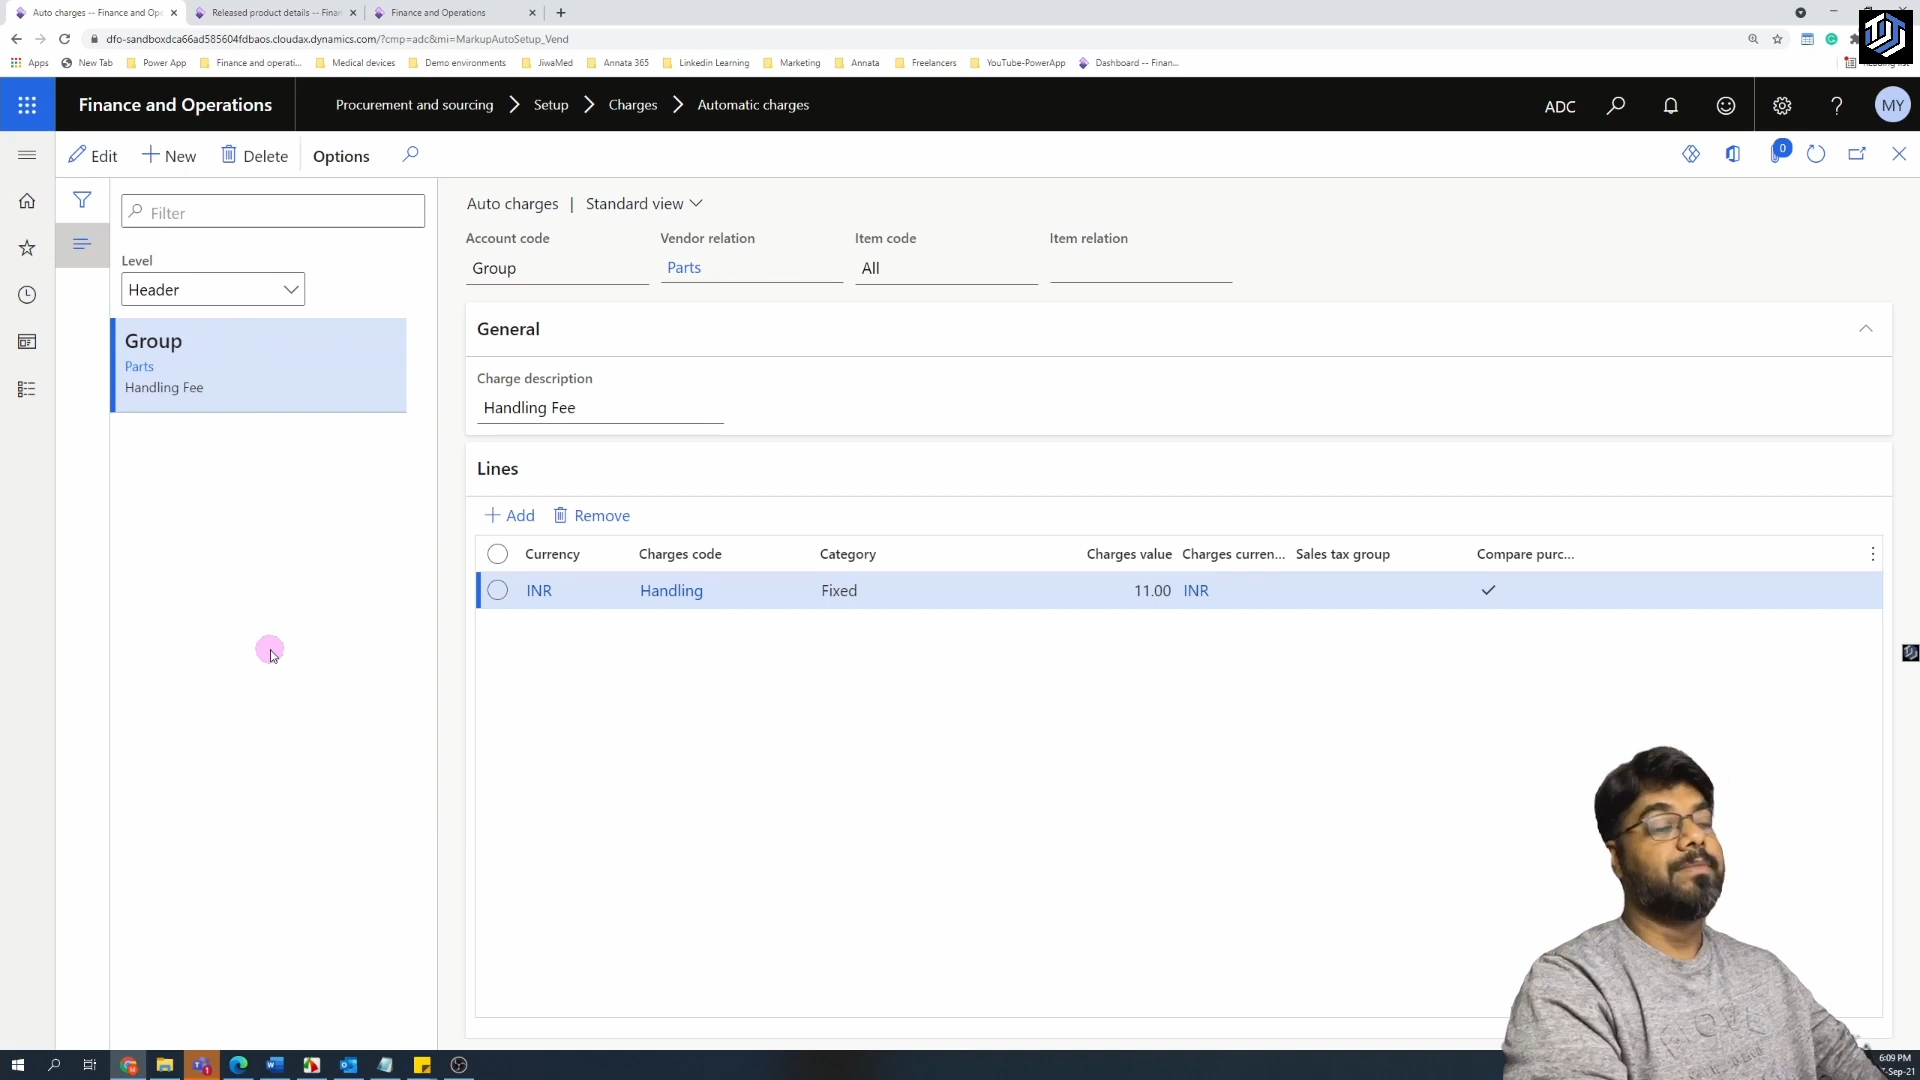 Auto charges -- Finance and Ope
Released product details -- Finan
Finance and Operations
dfo-sandboxdca66ad585604fdbaos.cloudax.dynamics.com/?cmp=adc&mi=MarkupAutoSetup_Vend
Apps
New Tab
Power App
Finance and operati...
Medical devices
Demo environments
JiwaMed
Annata 365
Linkedin Learning
Marketing
Annata
Freelancers
YouTube-PowerApp
Dashboard -- Finan...
Finance and Operations
Procurement and sourcing
Setup
Charges
Automatic charges
ADC
MY
Edit
New
Delete
Options
0
Filter
Level
Header
Group
Parts
Handling Fee
Auto charges | Standard view
Account code
Vendor relation
Item code
Item relation
Group
Parts
All
General
Charge description
Handling Fee
Lines
Add
Remove
Currency
Charges code
Category
Charges value
Charges curren...
Sales tax group
Compare purc...
INR
Handling
Fixed
11.00
INR
6:09 PM